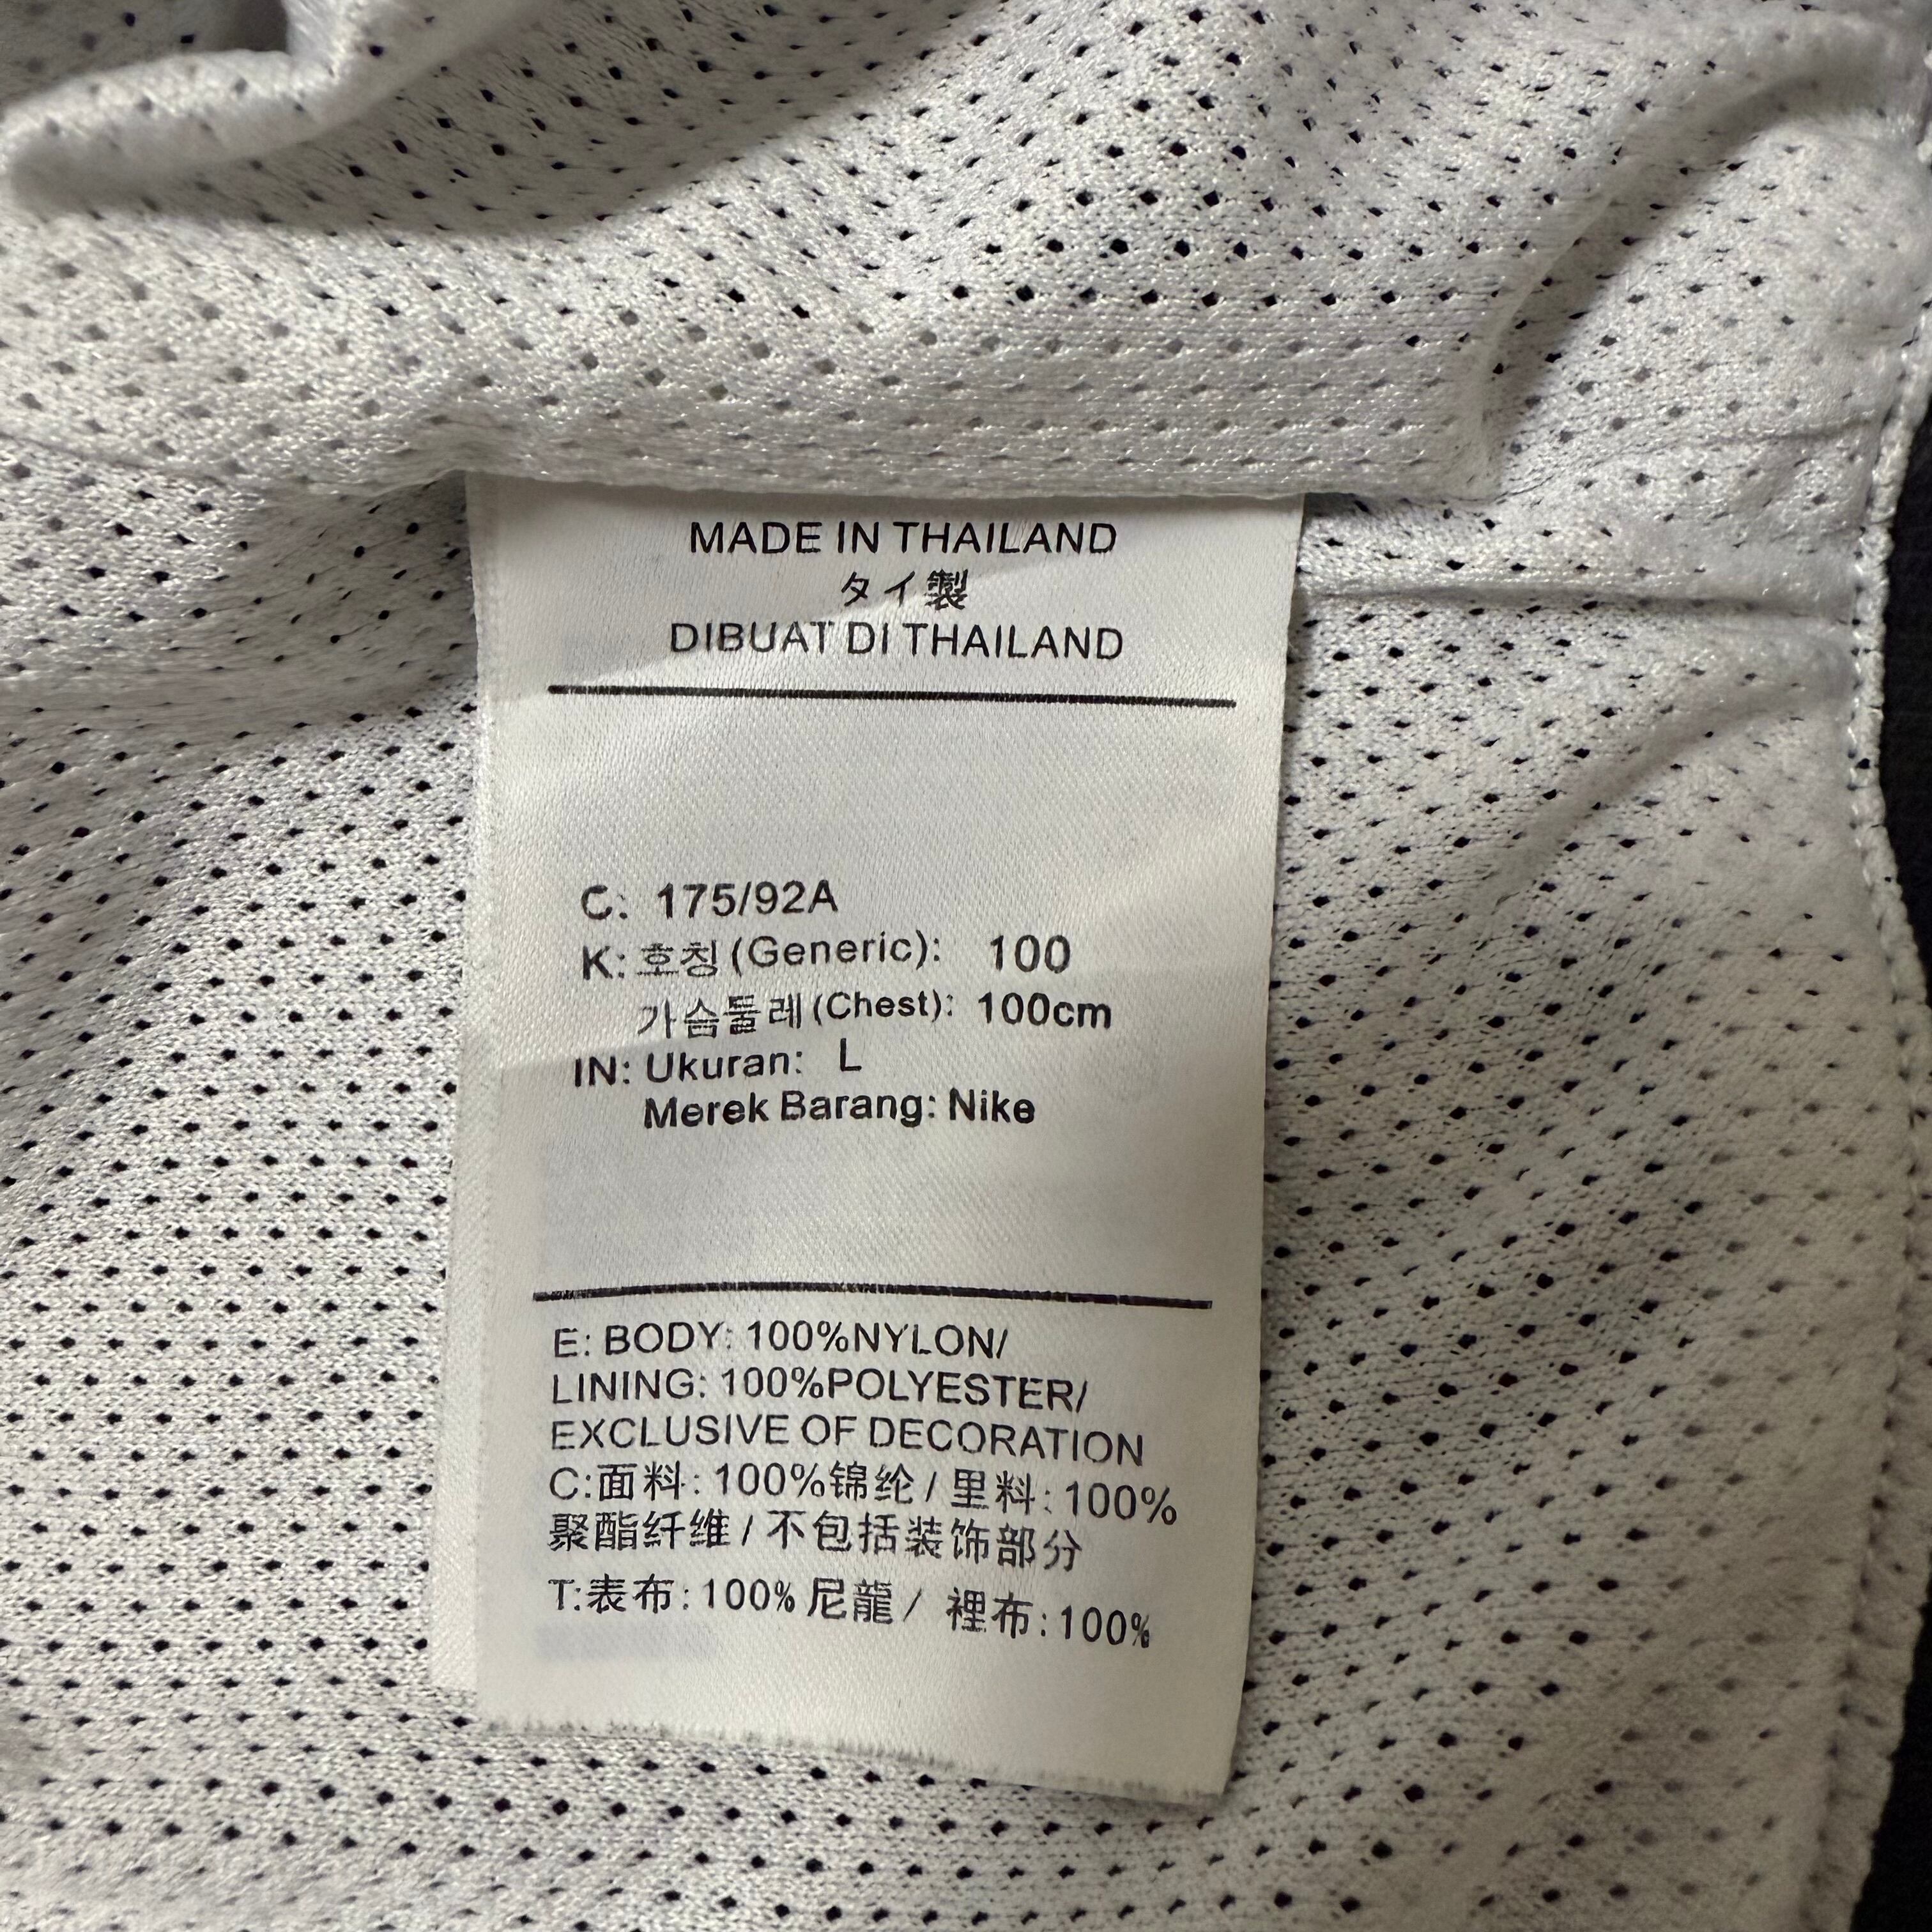 MADE IN THAILAND
タイ製
DIBUAT DI THAILAND
C: 175/92A
K: 호칭 (Generic): 100
가슴둘레 (Chest): 100cm
IN: Ukuran: L
Merek Barang: Nike
E: BODY: 100%NYLON/
LINING: 100%POLYESTER/
EXCLUSIVE OF DECORATION
C:面料: 100%锦纶 / 里料: 100%
聚酯纤维 / 不包括装饰部分
T:表布: 100% 尼龍 / 裡布: 100%